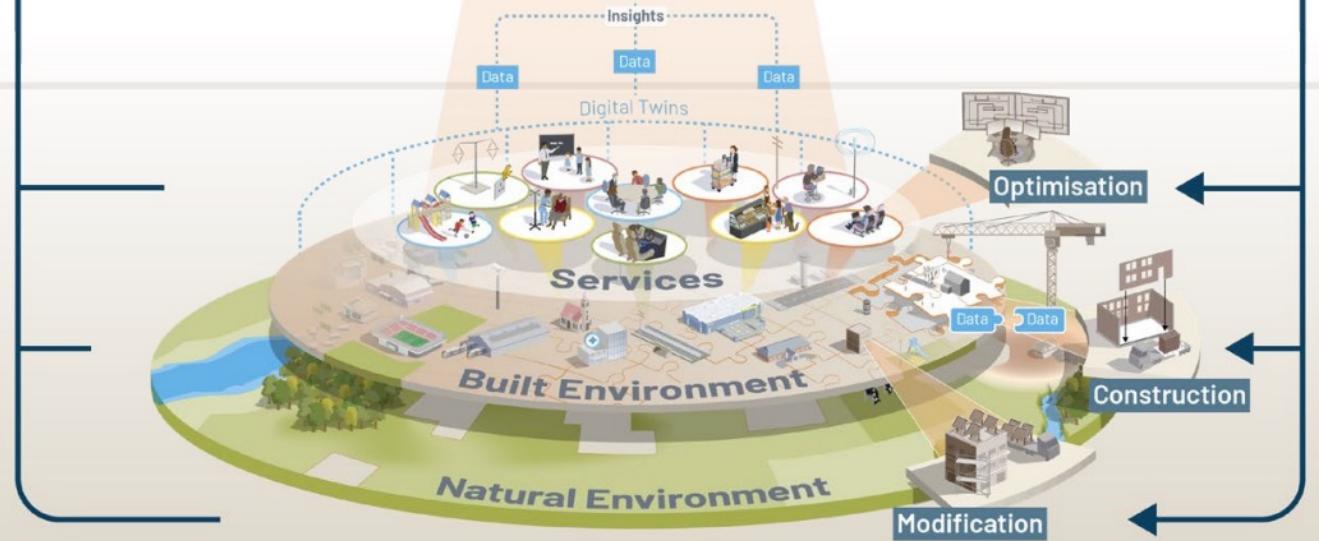 Insights
Data
Data
Data
Digital Twins
Optimisation
Services
Data
Data
Built Environment
Construction
Natural Environment
Modification